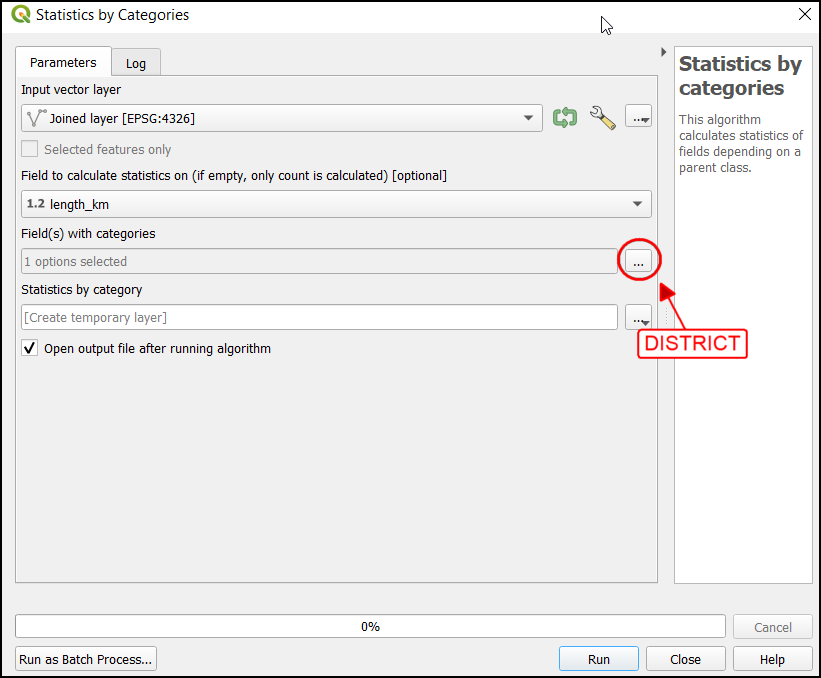 Statistics by Categories
Parameters
Log
Input vector layer
Joined layer [EPSG:4326]
...
Selected features only
Field to calculate statistics on (if empty, only count is calculated) [optional]
1.2 length_km
Field(s) with categories
1 options selected
...
Statistics by category
[Create temporary layer]
...
Open output file after running algorithm
DISTRICT
Statistics by
categories
This algorithm
calculates statistics of
fields depending on a
parent class.
0%
Cancel
Run as Batch Process...
Run
Close
Help